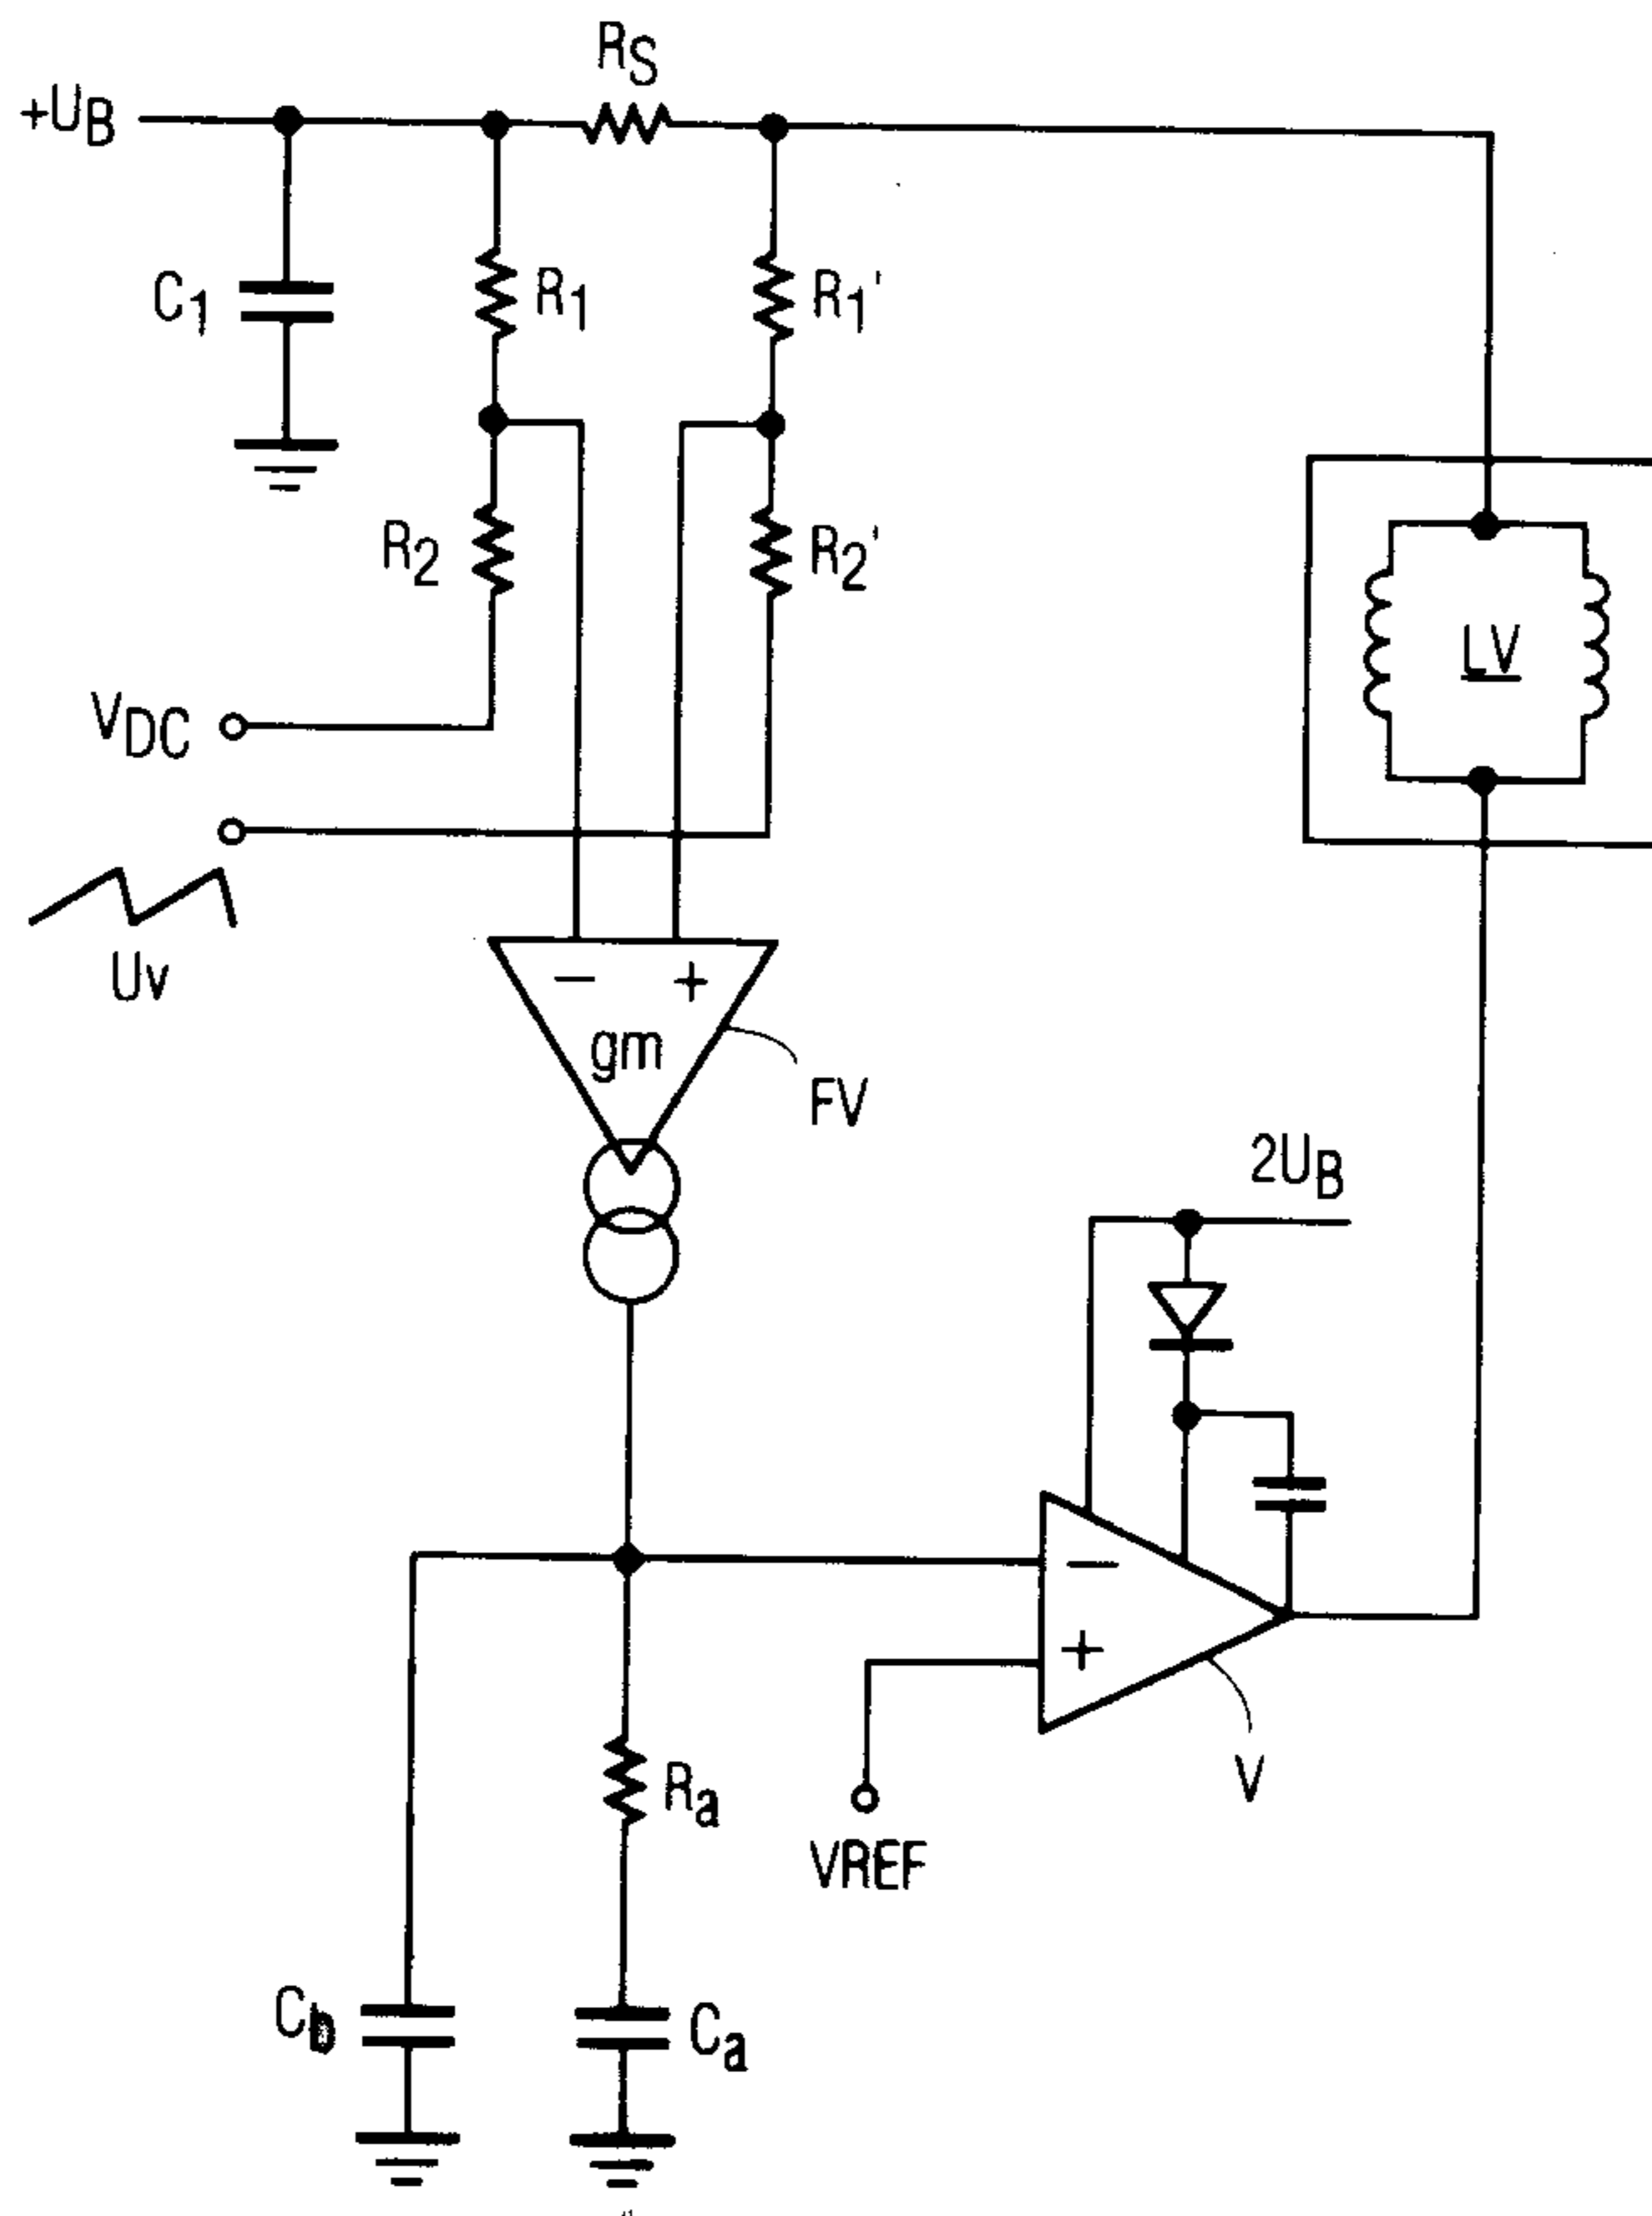 RS
+UB
C1
R1
R1'
R2
R2'
LV
VDC
Uv
− +
gm
FV
2UB
−
+
V
Ra
VREF
Cb
Ca